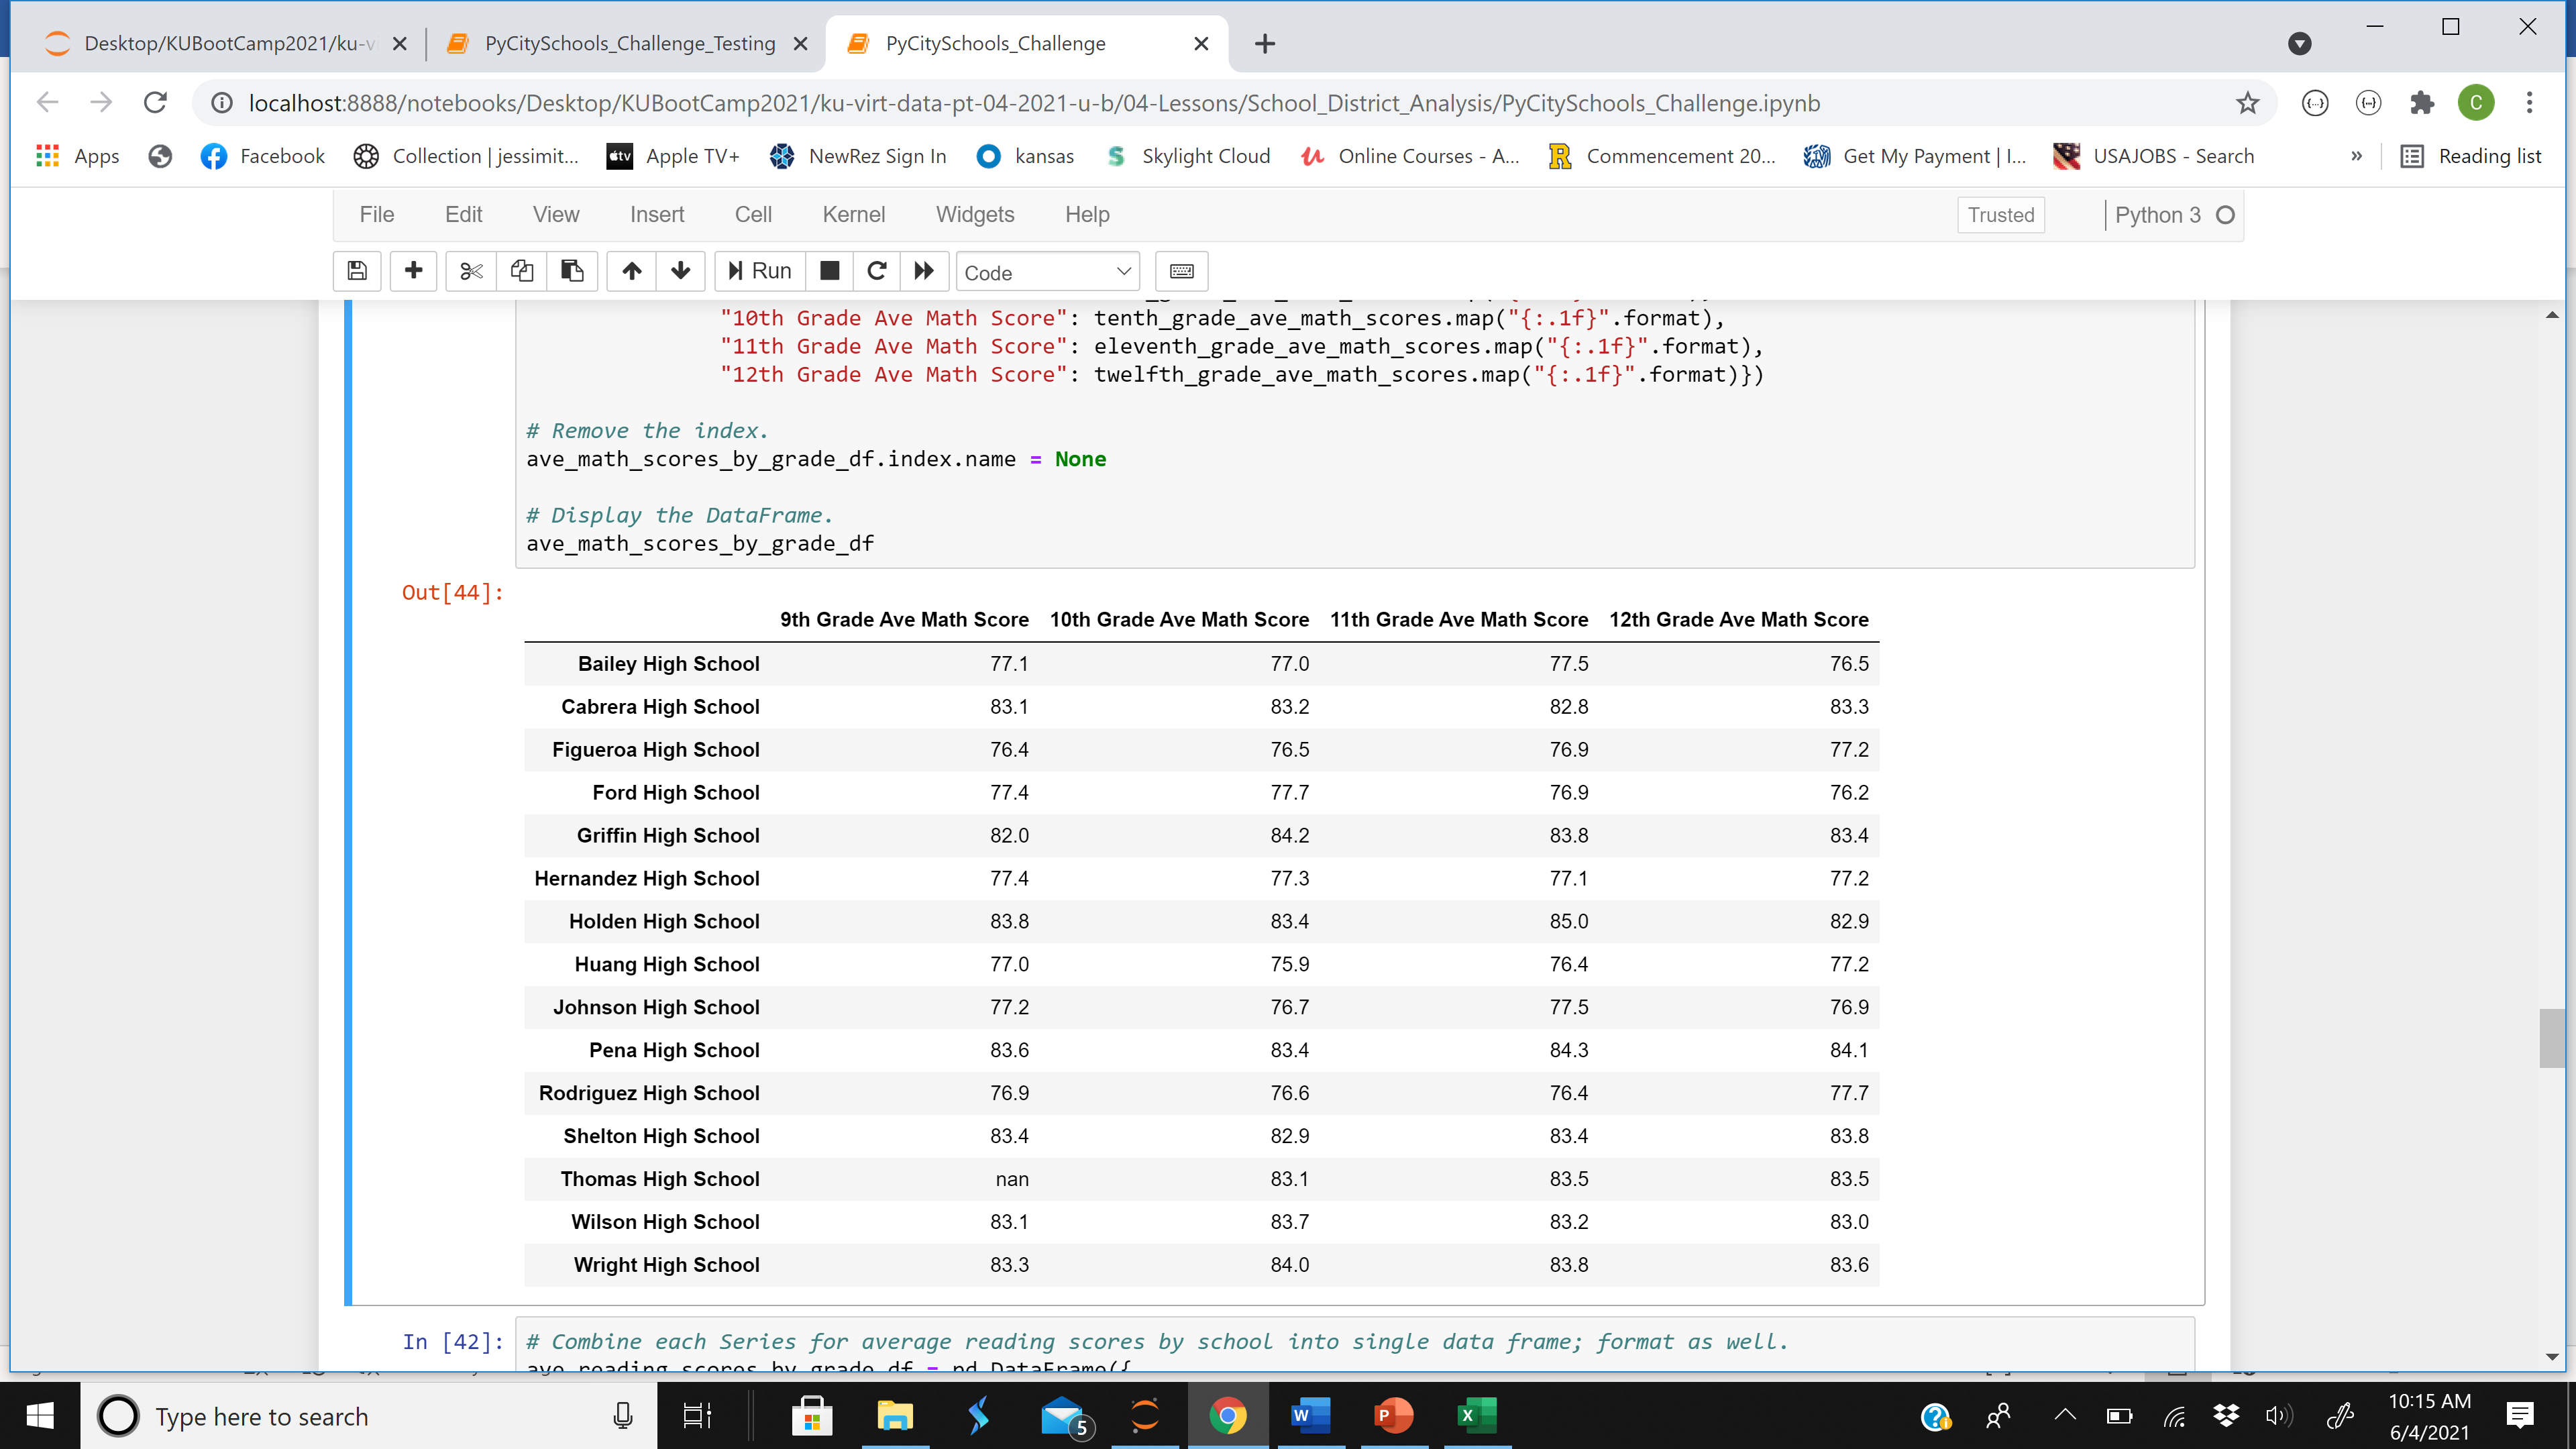 Desktop/KUBootCamp2021/ku-vi
PyCitySchools_Challenge_Testing
PyCitySchools_Challenge
localhost:8888/notebooks/Desktop/KUBootCamp2021/ku-virt-data-pt-04-2021-u-b/04-Lessons/School_District_Analysis/PyCitySchools_Challenge.ipynb
C
Apps Facebook Collection | jessimit... Apple TV+ NewRez Sign In kansas Skylight Cloud Online Courses - A... Commencement 20... Get My Payment | I... USAJOBS - Search » Reading list
File Edit View Insert Cell Kernel Widgets Help Trusted Python 3
Run Code
"10th Grade Ave Math Score": tenth_grade_ave_math_scores.map("{:.1f}".format),
"11th Grade Ave Math Score": eleventh_grade_ave_math_scores.map("{:.1f}".format),
"12th Grade Ave Math Score": twelfth_grade_ave_math_scores.map("{:.1f}".format)})
# Remove the index.
ave_math_scores_by_grade_df.index.name = None
# Display the DataFrame.
ave_math_scores_by_grade_df
Out[44]:
9th Grade Ave Math Score 10th Grade Ave Math Score 11th Grade Ave Math Score 12th Grade Ave Math Score
Bailey High School 77.1 77.0 77.5 76.5
Cabrera High School 83.1 83.2 82.8 83.3
Figueroa High School 76.4 76.5 76.9 77.2
Ford High School 77.4 77.7 76.9 76.2
Griffin High School 82.0 84.2 83.8 83.4
Hernandez High School 77.4 77.3 77.1 77.2
Holden High School 83.8 83.4 85.0 82.9
Huang High School 77.0 75.9 76.4 77.2
Johnson High School 77.2 76.7 77.5 76.9
Pena High School 83.6 83.4 84.3 84.1
Rodriguez High School 76.9 76.6 76.4 77.7
Shelton High School 83.4 82.9 83.4 83.8
Thomas High School nan 83.1 83.5 83.5
Wilson High School 83.1 83.7 83.2 83.0
Wright High School 83.3 84.0 83.8 83.6
In [42]: # Combine each Series for average reading scores by school into single data frame; format as well.
ave_reading_scores_by_grade_df = pd.DataFrame({
Type here to search
5
10:15 AM
6/4/2021